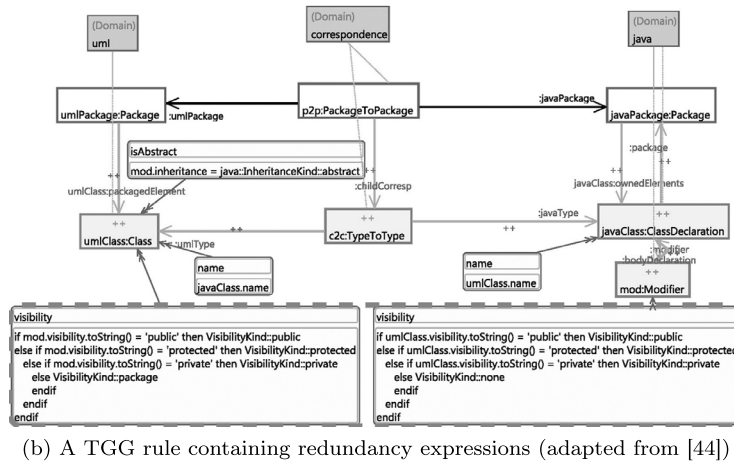 (Domain)
uml
(Domain)
correspondence
(Domain)
java
umlPackage:Package
:umlPackage
p2p:PackageToPackage
:javaPackage
javaPackage:Package
isAbstract
mod.inheritance = java::InheritanceKind::abstract
++
umlClass:packagedElement
++
:childCorresp
:package
++
++
javaClass:ownedElements
++
umlClass:Class
:umlType
++
++
c2c:TypeToType
:javaType
++
++
javaClass:ClassDeclaration
name
javaClass.name
name
umlClass.name
:modifier
++
:bodyDeclaration
++
mod:Modifier
visibility
if mod.visibility.toString() = 'public' then VisibilityKind::public
else if mod.visibility.toString() = 'protected' then VisibilityKind::protected
else if mod.visibility.toString() = 'private' then VisibilityKind::private
else VisibilityKind::package
endif
endif
endif
visibility
if umlClass.visibility.toString() = 'public' then VisibilityKind::public
else if umlClass.visibility.toString() = 'protected' then VisibilityKind::protected
else if umlClass.visibility.toString() = 'private' then VisibilityKind::private
else VisibilityKind::none
endif
endif
endif
(b) A TGG rule containing redundancy expressions (adapted from [44])